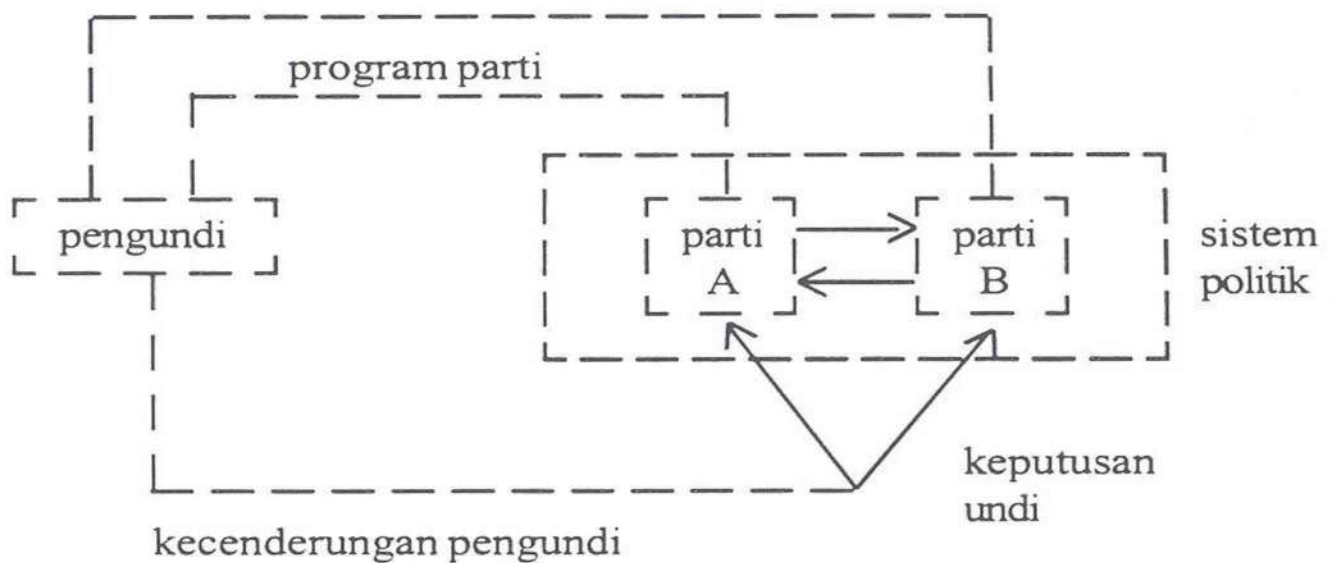 program parti
pengundi
parti
A
parti
B
sistem
politik
keputusan
undi
kecenderungan pengundi